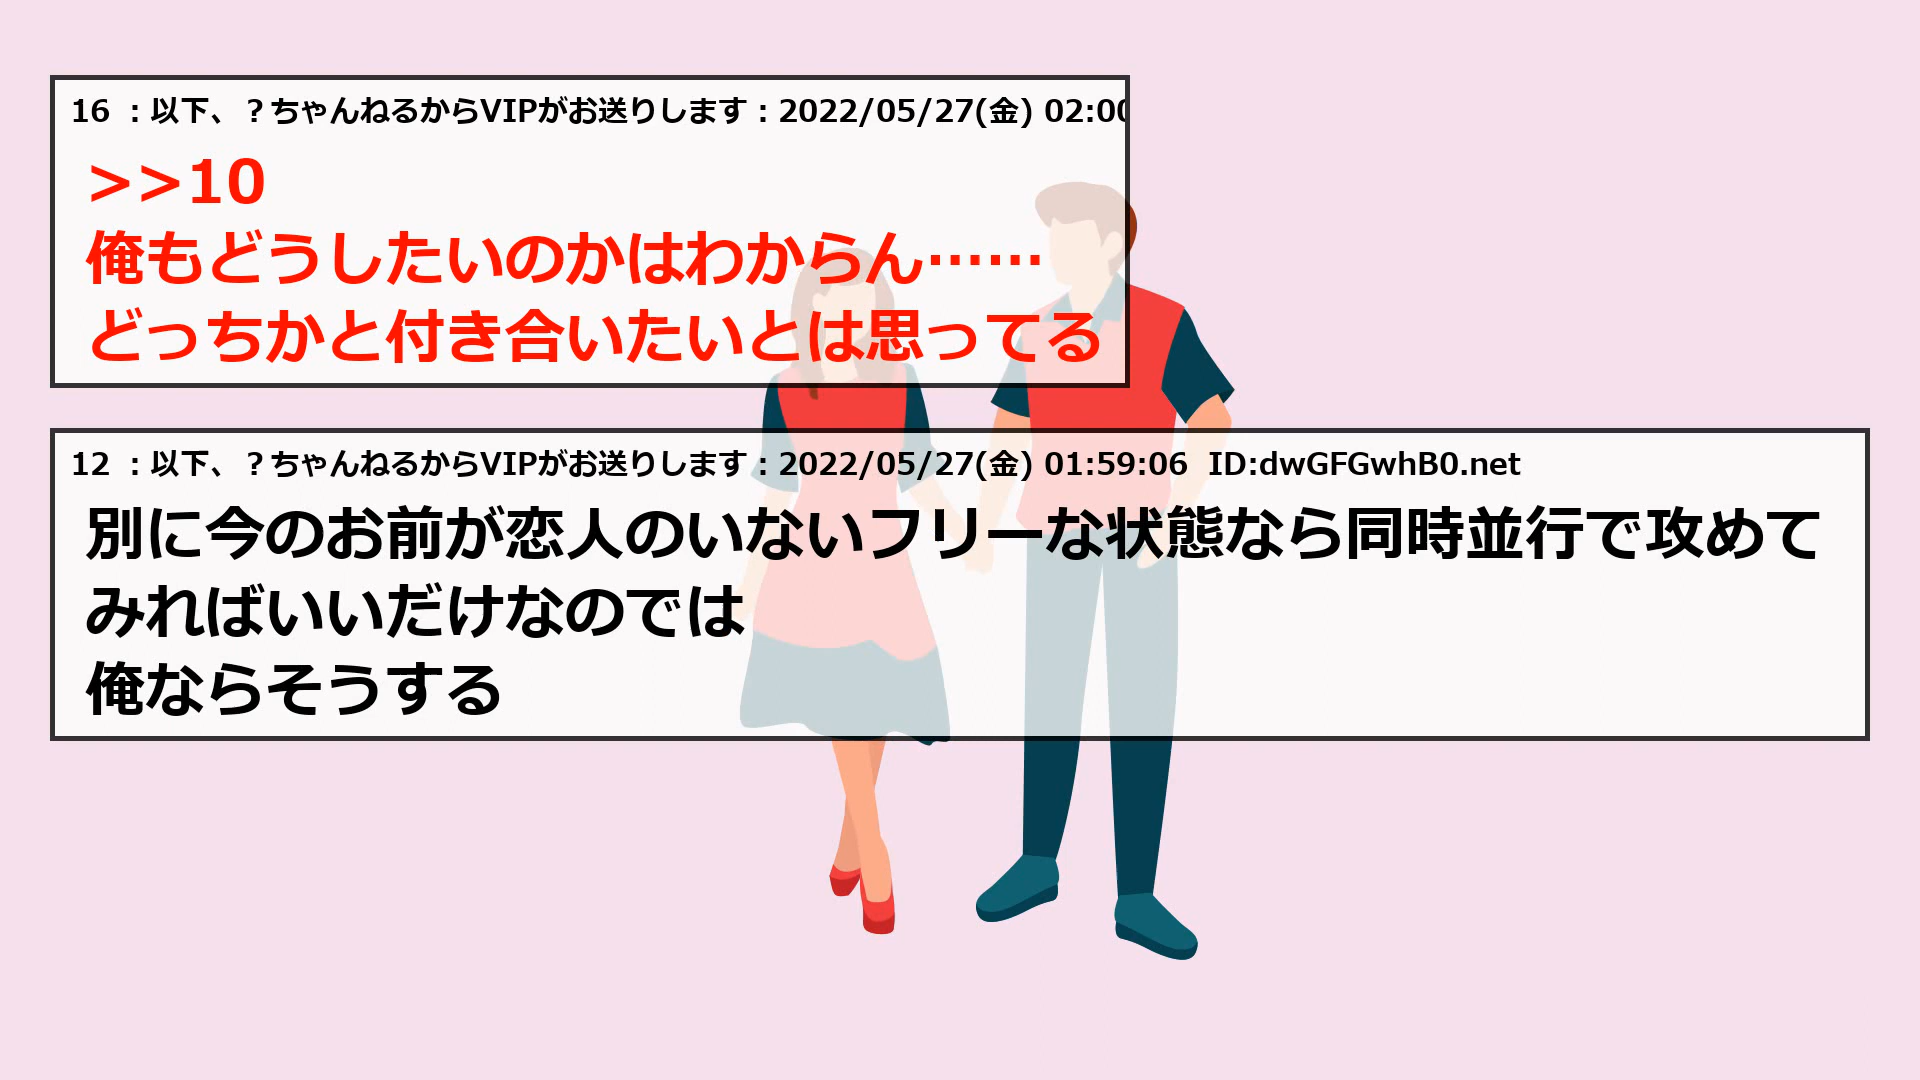 16 ：以下、？ちゃんねるからVIPがお送りします：2022/05/27(金) 02:00
>>10
俺もどうしたいのかはわからん……
どっちかと付き合いたいとは思ってる
12 ：以下、？ちゃんねるからVIPがお送りします：2022/05/27(金) 01:59:06 ID:dwGFGwhB0.net
別に今のお前が恋人のいないフリーな状態なら同時並行で攻めて
みればいいだけなのでは
俺ならそうする